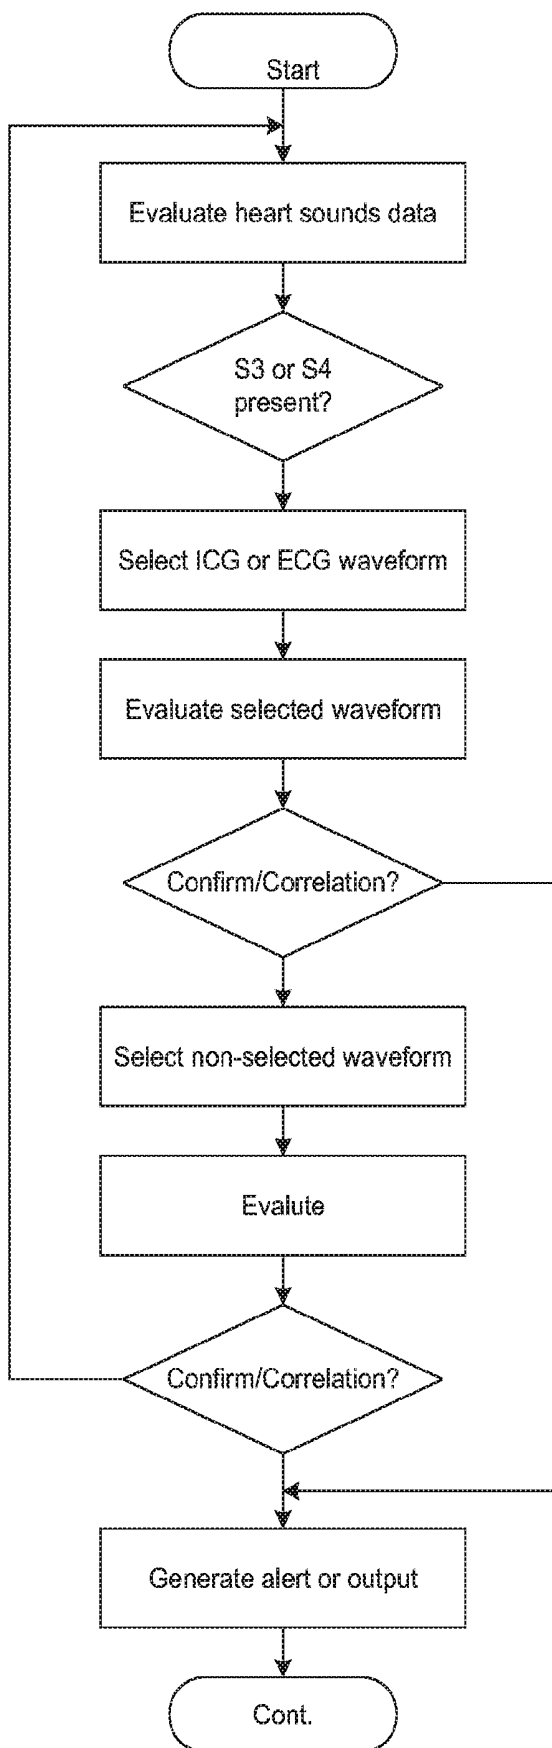 Start
Evaluate heart sounds data
S3 or S4
present?
Select ICG or ECG waveform
Evaluate selected waveform
Confirm/Correlation?
Select non-selected waveform
Evalute
Confirm/Correlation?
Generate alert or output
Cont.